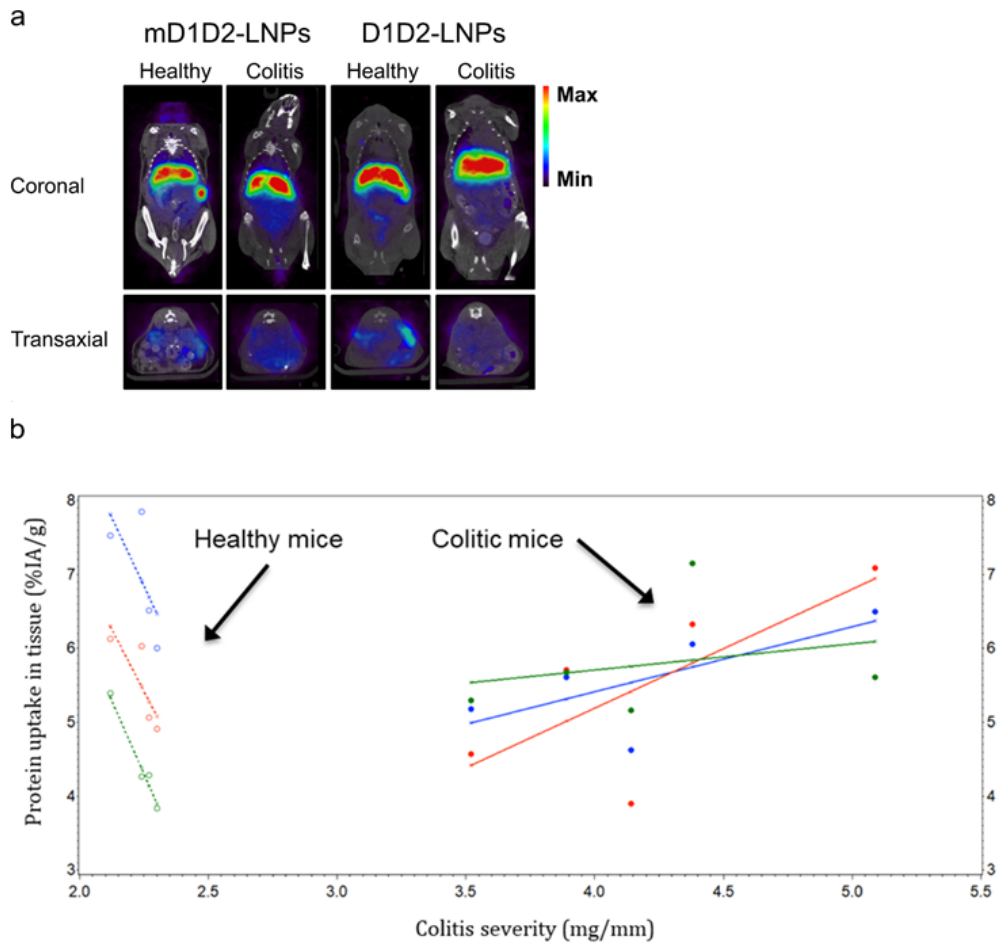 a
mD1D2-LNPs D1D2-LNPs
Healthy Colitis Healthy Colitis
Max
Min
Coronal
Transaxial
b
8 8
Healthy mice Colitic mice
7 7
6 6
5 5
4 4
3 3
Protein uptake in tissue (%IA/g)
2.0 2.5 3.0 3.5 4.0 4.5 5.0 5.5
Colitis severity (mg/mm)